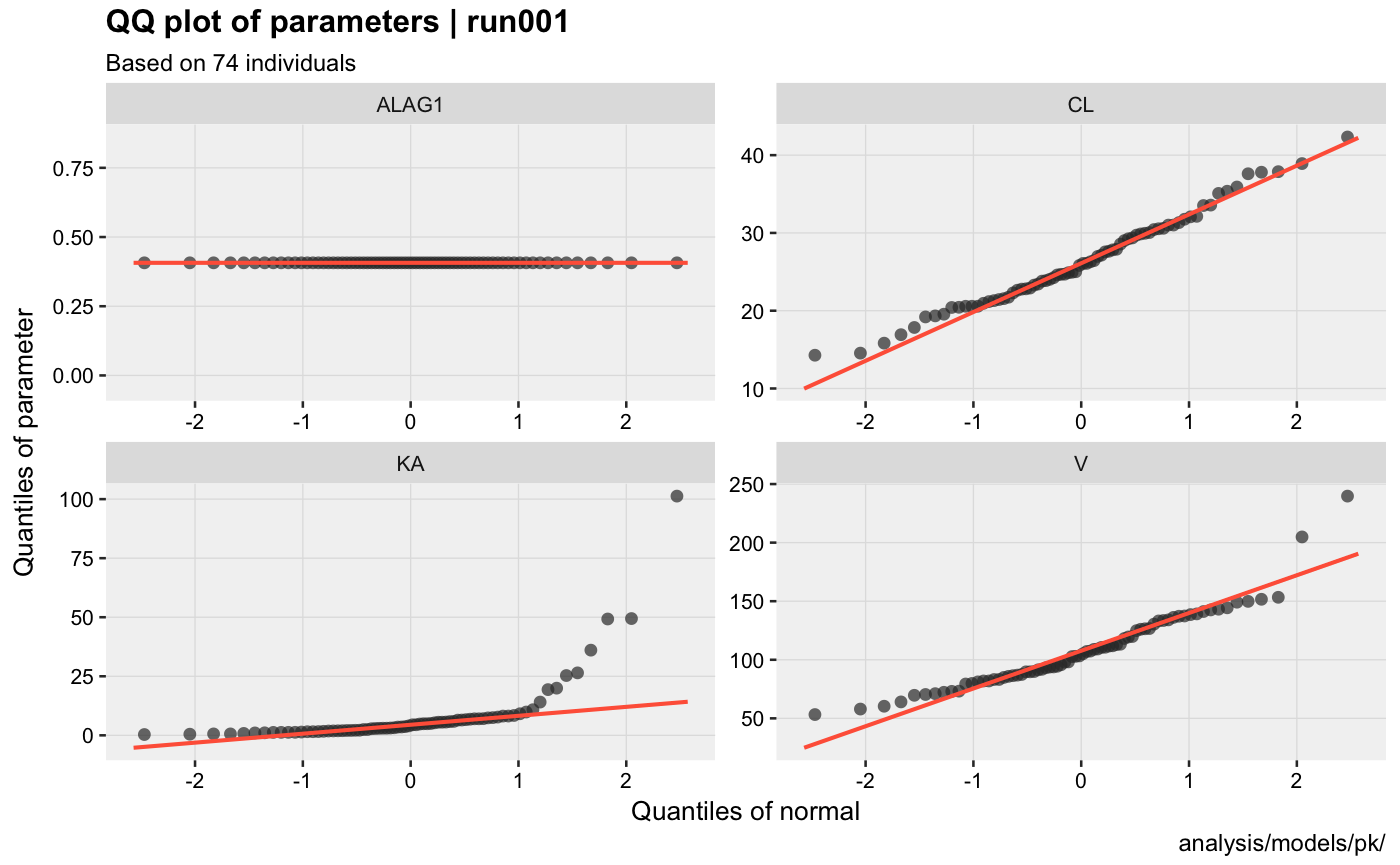 QQ plot of parameters | run001
Based on 74 individuals
ALAG1
CL
0.75
0.50
0.25
0.00
40
30
20
10
-2 -1 0 1 2
-2 -1 0 1 2
KA
V
100
75
50
25
0
250
200
150
100
50
-2 -1 0 1 2
-2 -1 0 1 2
Quantiles of parameter
Quantiles of normal
analysis/models/pk/